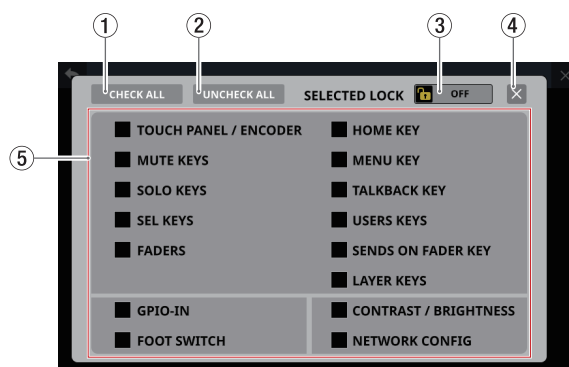 1 2 3 4
CHECK ALL UNCHECK ALL SELECTED LOCK OFF
5
TOUCH PANEL / ENCODER HOME KEY
MUTE KEYS MENU KEY
SOLO KEYS TALKBACK KEY
SEL KEYS USERS KEYS
FADERS SENDS ON FADER KEY
LAYER KEYS
GPIO-IN CONTRAST / BRIGHTNESS
FOOT SWITCH NETWORK CONFIG